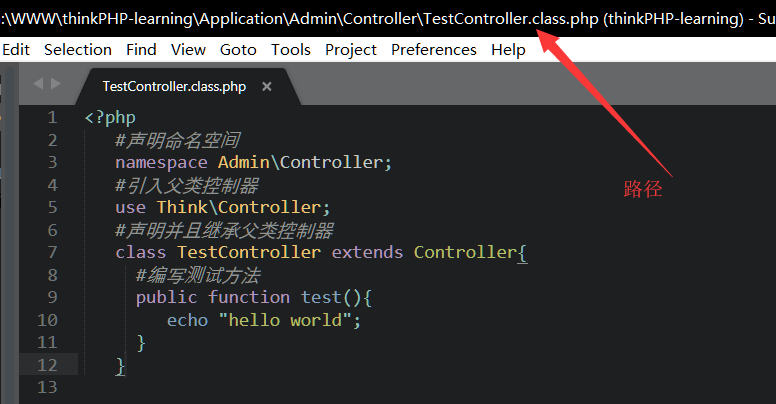 :\WWW\thinkPHP-learning\Application\Admin\Controller\TestController.class.php (thinkPHP-learning) - Su
Edit Selection Find View Goto Tools Project Preferences Help
TestController.class.php ×
1 <?php
2 #声明命名空间
3 namespace Admin\Controller;
4 #引入父类控制器
5 use Think\Controller;
6 #声明并且继承父类控制器
7 class TestController extends Controller{
8 #编写测试方法
9 public function test(){
10 echo "hello world";
11 }
12 }
13
路径